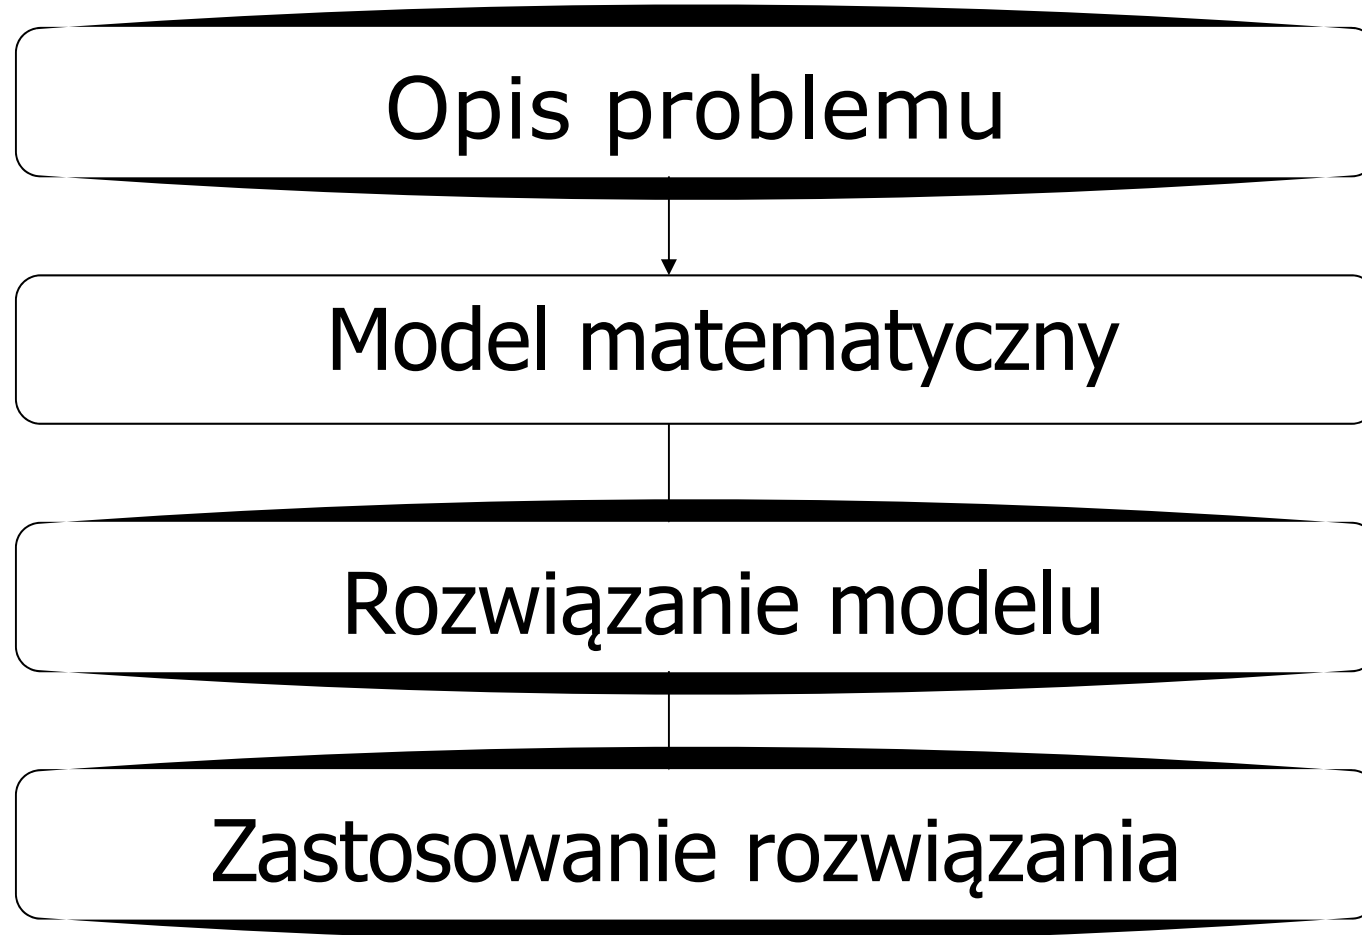 Opis problemu
Model matematyczny
Rozwiązanie modelu
Zastosowanie rozwiązania